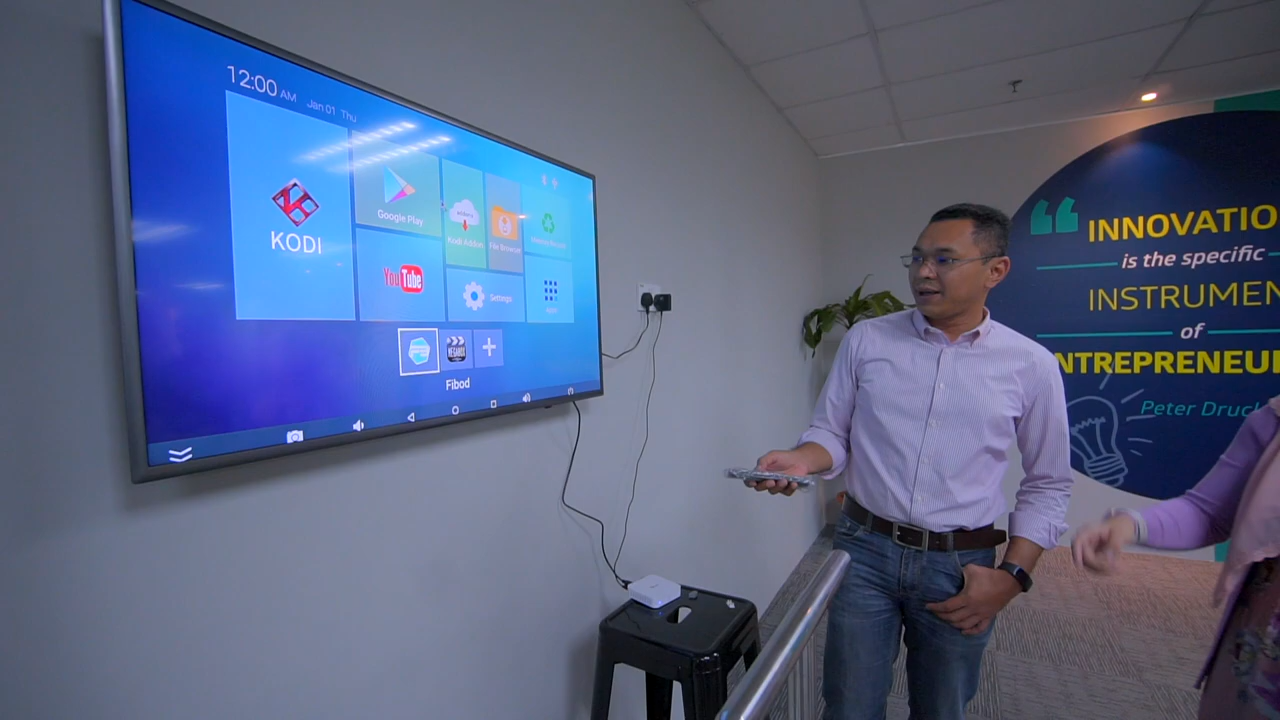 12:00 AM Jan 01 Thu
KODI
Google Play
Kodi Addon
File Browser
YouTube
Settings
MEGABOX
Fibod
INNOVATIO
is the specific
INSTRUMEN
of
NTREPRENEU
Peter Druck